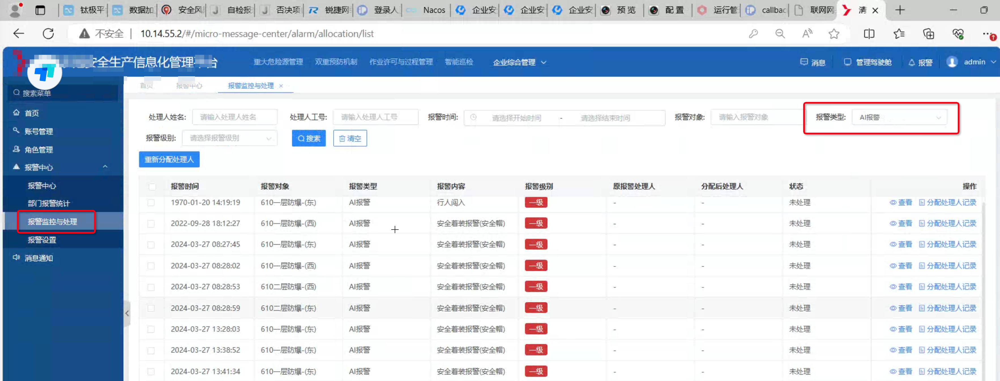 钛极平 数据加 安全风 自检报 否决项 锐捷网 登录人 Nacos 企业安 企业安 企业安 预 览 配 置 运行管 callbac 联网网 清
不安全 10.14.55.2/#/micro-message-center/alarm/allocation/list
安全生产信息化管理平台 重大危险源管理 双重预防机制 作业许可与过程管理 智能巡检 企业综合管理 消息 管理驾驶舱 报警 admin
搜索菜单
首页
账号管理
角色管理
报警中心
报警中心
部门报警统计
报警监控与处理
报警设置
消息通知
首页 报警中心 报警监控与处理
处理人姓名: 请输入处理人姓名 处理人工号: 请输入处理人工号 报警时间: 请选择开始时间 - 请选择结束时间 报警对象: 请输入报警对象 报警类型: AI报警
报警级别: 请选择报警级别 搜索 清空
重新分配处理人
报警时间 报警对象 报警类型 报警内容 报警级别 原报警处理人 分配后处理人 状态 操作
1970-01-20 14:19:19 610一层防爆-(东) AI报警 行人闯入 一级 - - 未处理 查看 分配处理人记录
2022-09-28 18:12:27 610一层防爆-(西) AI报警 安全着装报警(安全帽) 一级 - - 未处理 查看 分配处理人记录
2024-03-27 08:27:45 610一层防爆-(东) AI报警 安全着装报警(安全帽) 一级 - - 未处理 查看 分配处理人记录
2024-03-27 08:28:02 610一层防爆-(西) AI报警 安全着装报警(安全帽) 一级 - - 未处理 查看 分配处理人记录
2024-03-27 08:28:53 610二层防爆-(西) AI报警 安全着装报警(安全帽) 一级 - - 未处理 查看 分配处理人记录
2024-03-27 08:28:59 610二层防爆-(东) AI报警 安全着装报警(安全帽) 一级 - - 未处理 查看 分配处理人记录
2024-03-27 13:28:03 610一层防爆-(东) AI报警 安全着装报警(安全帽) 一级 - - 未处理 查看 分配处理人记录
2024-03-27 13:38:52 610一层防爆-(东) AI报警 安全着装报警(安全帽) 一级 - - 未处理 查看 分配处理人记录
2024-03-27 13:41:34 610一层防爆-(东) AI报警 安全着装报警(安全帽) 一级 - - 未处理 查看 分配处理人记录